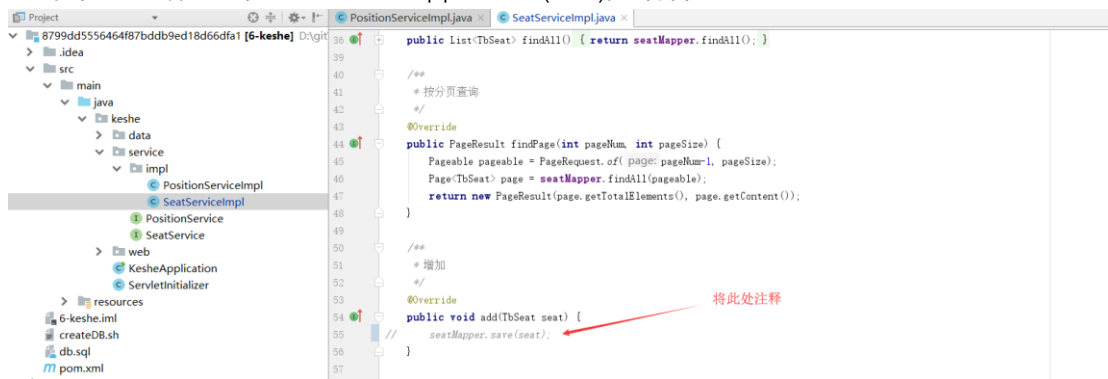 Project
8799dd5556464f87bddb9ed18d66dfa1 [6-keshe] D:\git
.idea
src
main
java
keshe
data
service
impl
PositionServiceImpl
SeatServiceImpl
PositionService
SeatService
web
KesheApplication
ServletInitializer
resources
6-keshe.iml
createDB.sh
db.sql
pom.xml
PositionServiceImpl.java
SeatServiceImpl.java
36 public List<TbSeat> findAll() { return seatMapper.findAll(); }
39
40 /**
41 * 按分页查询
42 */
43 @Override
44 public PageResult findPage(int pageNum, int pageSize) {
45 Pageable pageable = PageRequest.of( page: pageNum-1, pageSize);
46 Page<TbSeat> page = seatMapper.findAll(pageable);
47 return new PageResult(page.getTotalElements(), page.getContent());
48 }
49
50 /**
51 * 增加
52 */
53 @Override
54 public void add(TbSeat seat) {
55 // seatMapper.save(seat);
56 }
57
将此处注释